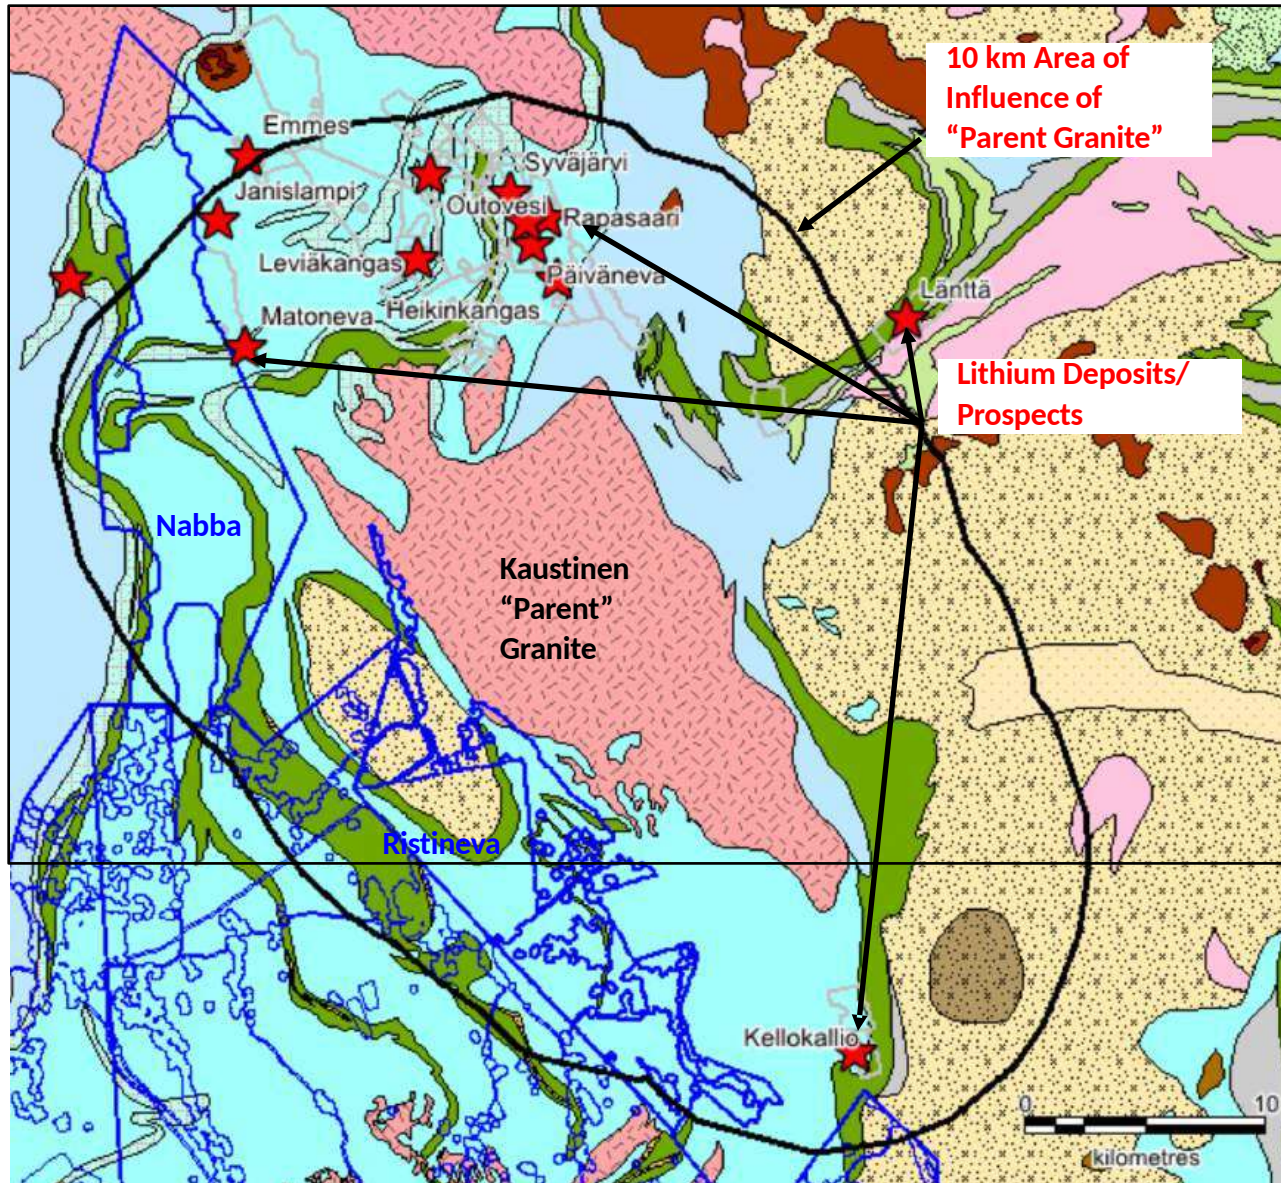 10 km Area of
Influence of
“Parent Granite”
Emmes
Syväjärvi
Janislampi
Outovesi
Rapasaari
Leviäkangas
Päiväneva
Länttä
Matoneva
Heikinkangas
Lithium Deposits/
Prospects
Nabba
Kaustinen
“Parent”
Granite
Ristineva
Kellokallio
0
10
kilometres